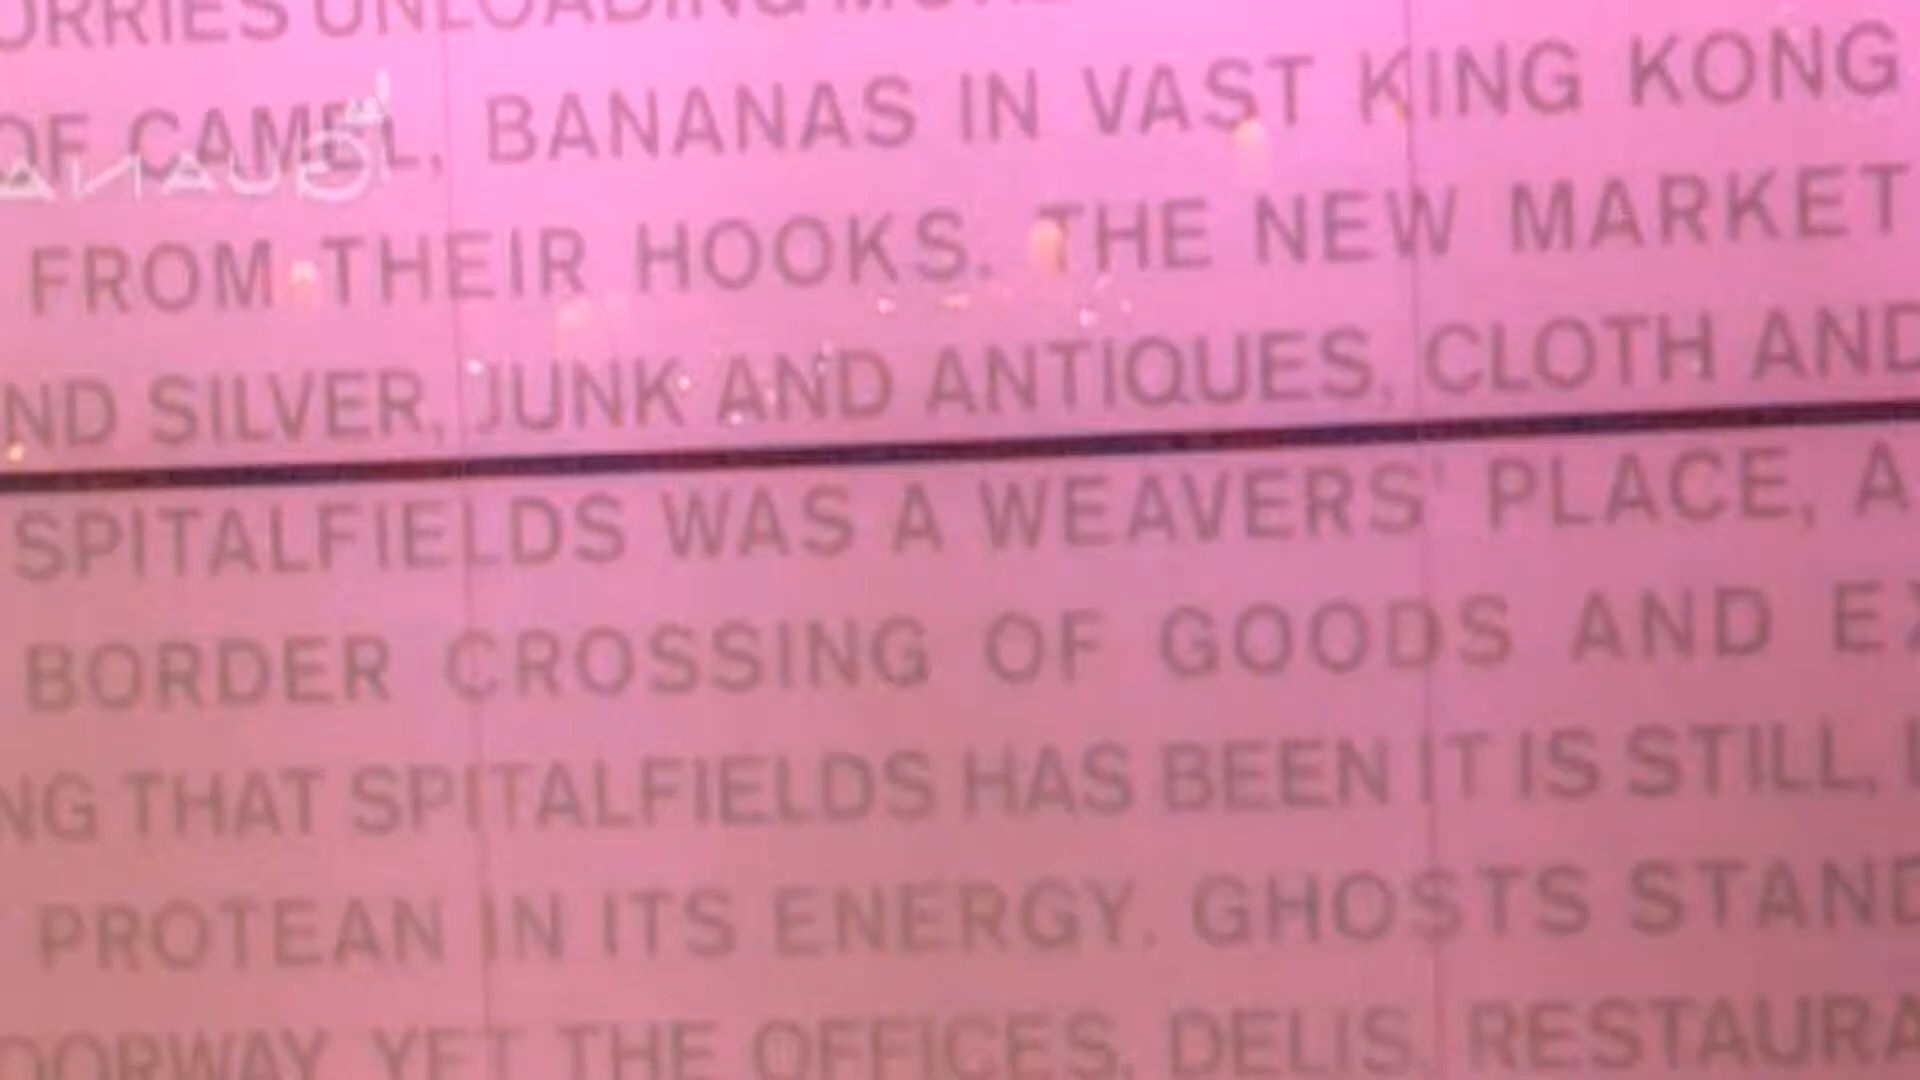 ORRIES UNLOADING
OF CAMEL, BANANAS IN VAST KING KONG
FROM THEIR HOOKS. THE NEW MARKET
ND SILVER, JUNK AND ANTIQUES, CLOTH AND
SPITALFIELDS WAS A WEAVERS' PLACE, A
BORDER CROSSING OF GOODS AND EX
NG THAT SPITALFIELDS HAS BEEN IT IS STILL, L
PROTEAN IN ITS ENERGY. GHOSTS STAND
OORWAY YET THE OFFICES, DELIS, RESTAURA